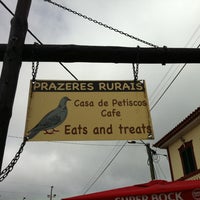 PRAZERES RURAIS
Casa de Petiscos
Cafe
Eats and treats
SUPER BOCK